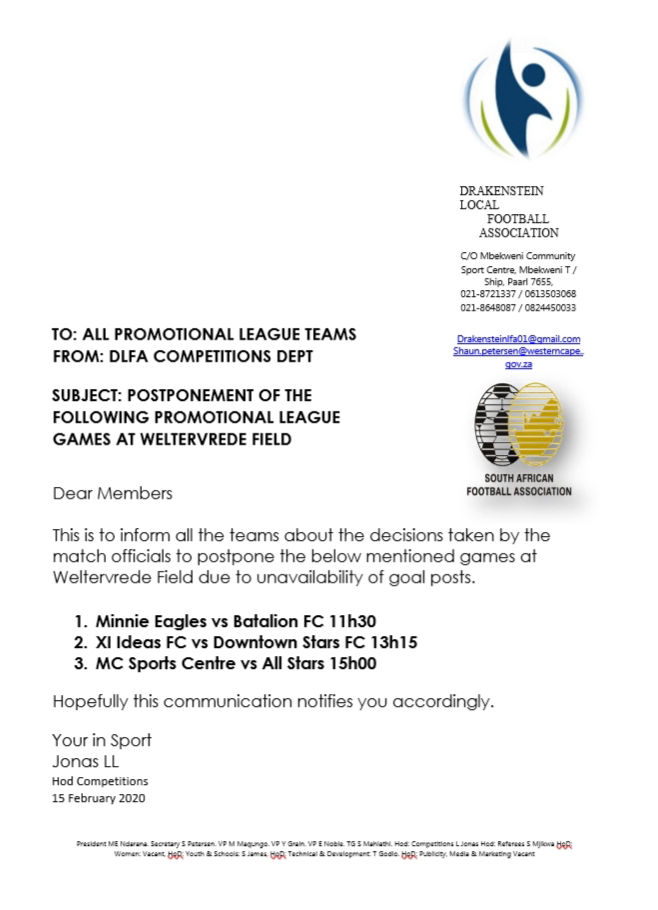 DRAKENSTEIN
LOCAL
FOOTBALL
ASSOCIATION
C/O Mbekweni Community
Sport Centre, Mbekweni T /
Ship, Paarl 7655,
021-8721337 / 0613503068
021-8648087 / 0824450033
Drakensteinlfa01@gmail.com
Shaun.petersen@westerncape.
gov.za
SOUTH AFRICAN
FOOTBALL ASSOCIATION
TO: ALL PROMOTIONAL LEAGUE TEAMS
FROM: DLFA COMPETITIONS DEPT
SUBJECT: POSTPONEMENT OF THE
FOLLOWING PROMOTIONAL LEAGUE
GAMES AT WELTERVREDE FIELD
Dear Members
This is to inform all the teams about the decisions taken by the
match officials to postpone the below mentioned games at
Weltervrede Field due to unavailability of goal posts.
1. Minnie Eagles vs Batalion FC 11h30
2. XI Ideas FC vs Downtown Stars FC 13h15
3. MC Sports Centre vs All Stars 15h00
Hopefully this communication notifies you accordingly.
Your in Sport
Jonas LL
Hod Competitions
15 February 2020
President ME Ndarana. Secretary S Petersen. VP M Maqungo. VP Y Grain. VP E Noble. TG S Mahlathi. Hod: Competitions L Jonas Hod: Referees S Mjikwa HoD:
Women: Vacant, HoD: Youth & Schools: S James. HoD: Technical & Development: T Godlo. HoD: Publicity, Media & Marketing Vacant